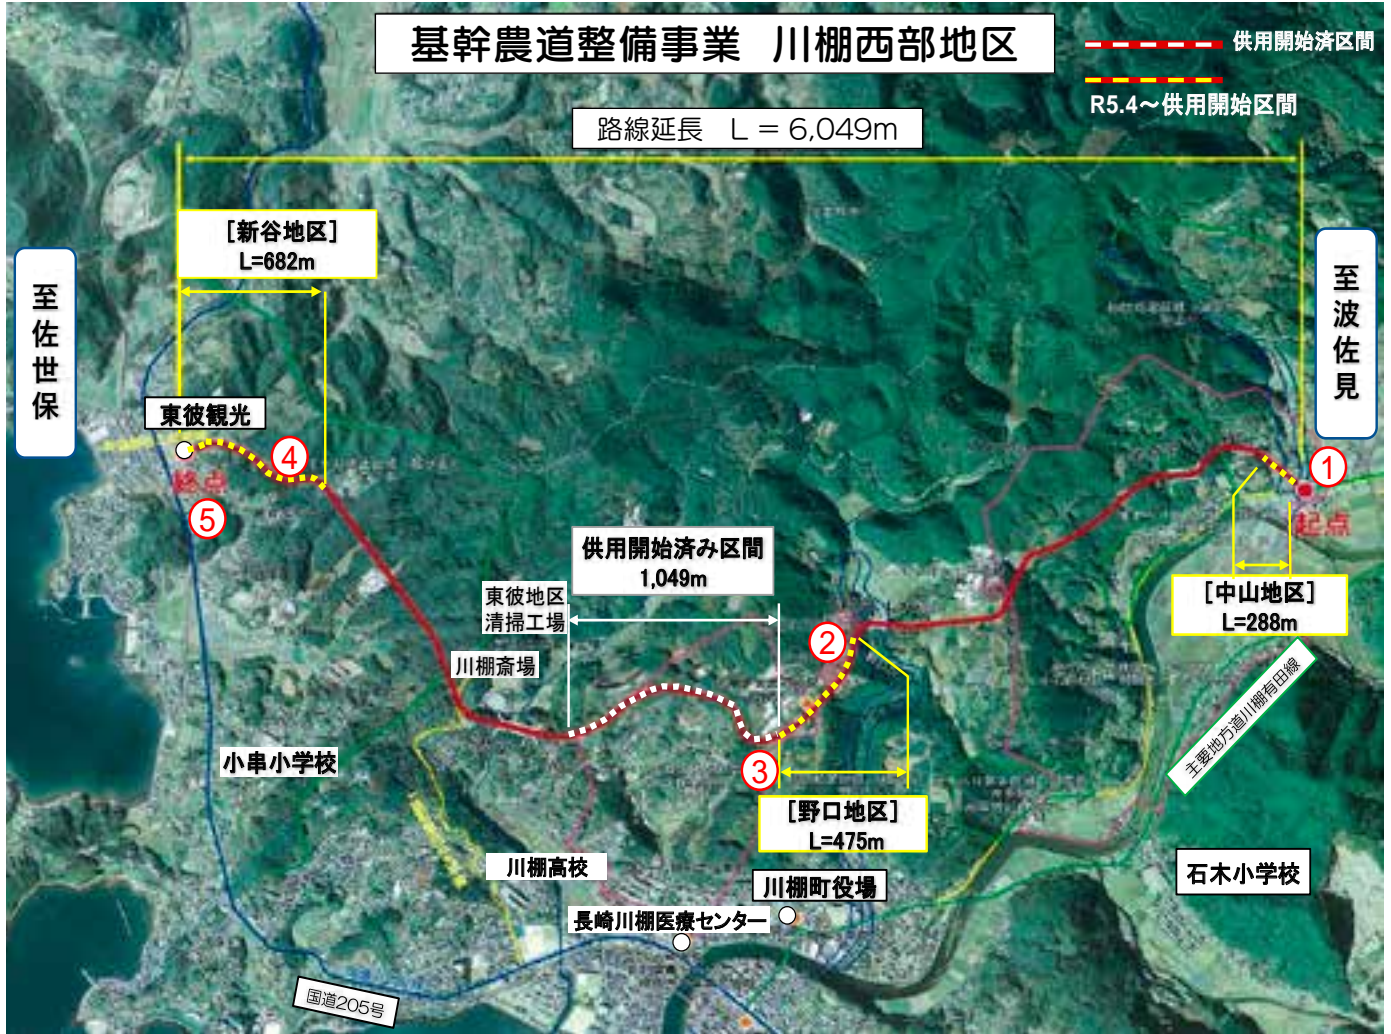 基幹農道整備事業 川棚西部地区
供用開始済区間
R5.4～供用開始区間
路線延長 L = 6,049m
[新谷地区]
L=682m
至佐世保
至波佐見
東彼観光
④
①
終点
⑤
起点
供用開始済み区間
1,049m
東彼地区
清掃工場
[中山地区]
L=288m
②
川棚斎場
主要地方道川棚有田線
小串小学校
③
[野口地区]
L=475m
川棚高校
川棚町役場
石木小学校
長崎川棚医療センター
国道205号